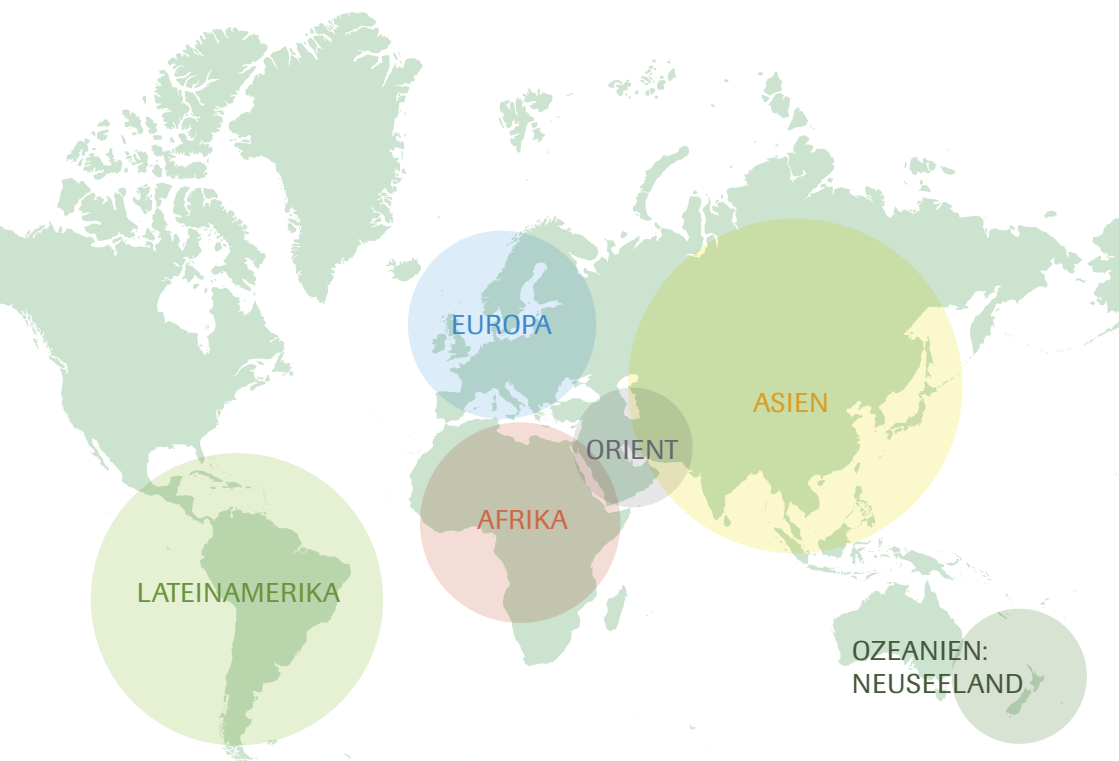 EUROPA
ASIEN
ORIENT
AFRIKA
LATEINAMERIKA
OZEANIEN:
NEUSEELAND